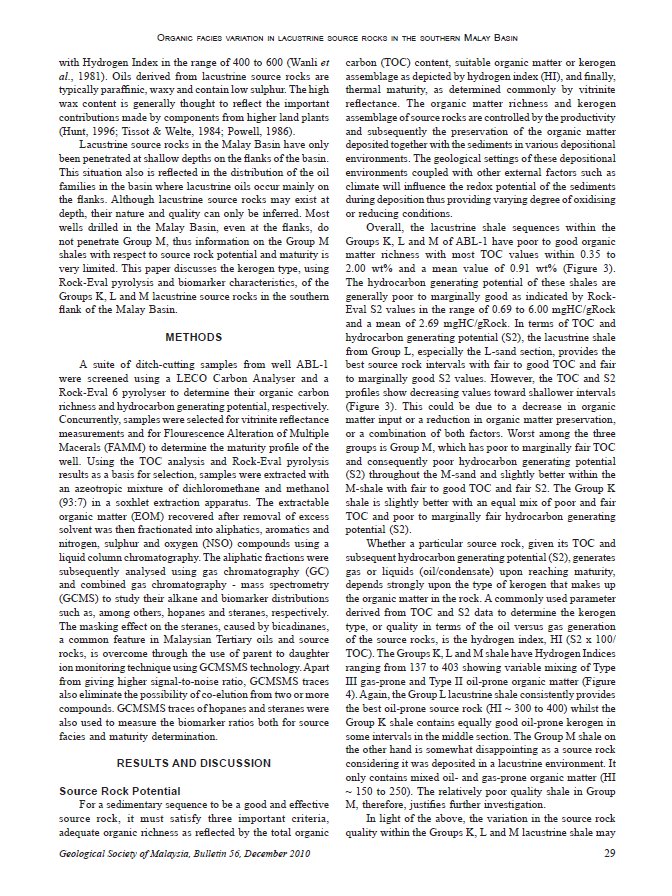 ORGANIC FACIES VARIATION IN LACUSTRINE SOURCE ROCKS IN THE SOUTHERN MALAY BASIN
with Hydrogen Index in the range of 400 to 600 (Wanli et
al., 1981). Oils derived from lacustrine source rocks are
typically paraffinic, waxy and contain low sulphur. The high
wax content is generally thought to reflect the important
contributions made by components from higher land plants
(Hunt, 1996; Tissot & Welte, 1984; Powell, 1986).
Lacustrine source rocks in the Malay Basin have only
been penetrated at shallow depths on the flanks of the basin.
This situation also is reflected in the distribution of the oil
families in the basin where lacustrine oils occur mainly on
the flanks. Although lacustrine source rocks may exist at
depth, their nature and quality can only be inferred. Most
wells drilled in the Malay Basin, even at the flanks, do
not penetrate Group M, thus information on the Group M
shales with respect to source rock potential and maturity is
very limited. This paper discusses the kerogen type, using
Rock-Eval pyrolysis and biomarker characteristics, of the
Groups K, L and M lacustrine source rocks in the southern
flank of the Malay Basin.
METHODS
A suite of ditch-cutting samples from well ABL-1
were screened using a LECO Carbon Analyser and a
Rock-Eval 6 pyrolyser to determine their organic carbon
richness and hydrocarbon generating potential, respectively.
Concurrently, samples were selected for vitrinite reflectance
measurements and for Flourescence Alteration of Multiple
Macerals (FAMM) to determine the maturity profile of the
well. Using the TOC analysis and Rock-Eval pyrolysis
results as a basis for selection, samples were extracted with
an azeotropic mixture of dichloromethane and methanol
(93:7) in a soxhlet extraction apparatus. The extractable
organic matter (EOM) recovered after removal of excess
solvent was then fractionated into aliphatics, aromatics and
nitrogen, sulphur and oxygen (NSO) compounds using a
liquid column chromatography. The aliphatic fractions were
subsequently analysed using gas chromatography (GC)
and combined gas chromatography - mass spectrometry
(GCMS) to study their alkane and biomarker distributions
such as, among others, hopanes and steranes, respectively.
The masking effect on the steranes, caused by bicadinanes,
a common feature in Malaysian Tertiary oils and source
rocks, is overcome through the use of parent to daughter
ion monitoring technique using GCMSMS technology. Apart
from giving higher signal-to-noise ratio, GCMSMS traces
also eliminate the possibility of co-elution from two or more
compounds. GCMSMS traces of hopanes and steranes were
also used to measure the biomarker ratios both for source
facies and maturity determination.
RESULTS AND DISCUSSION
Source Rock Potential
For a sedimentary sequence to be a good and effective
source rock, it must satisfy three important criteria,
adequate organic richness as reflected by the total organic
carbon (TOC) content, suitable organic matter or kerogen
assemblage as depicted by hydrogen index (HI), and finally,
thermal maturity, as determined commonly by vitrinite
reflectance. The organic matter richness and kerogen
assemblage of source rocks are controlled by the productivity
and subsequently the preservation of the organic matter
deposited together with the sediments in various depositional
environments. The geological settings of these depositional
environments coupled with other external factors such as
climate will influence the redox potential of the sediments
during deposition thus providing varying degree of oxidising
or reducing conditions.
Overall, the lacustrine shale sequences within the
Groups K, L and M of ABL-1 have poor to good organic
matter richness with most TOC values within 0.35 to
2.00 wt% and a mean value of 0.91 wt% (Figure 3).
The hydrocarbon generating potential of these shales are
generally poor to marginally good as indicated by Rock-
Eval S2 values in the range of 0.69 to 6.00 mgHC/gRock
and a mean of 2.69 mgHC/gRock. In terms of TOC and
hydrocarbon generating potential (S2), the lacustrine shale
from Group L, especially the L-sand section, provides the
best source rock intervals with fair to good TOC and fair
to marginally good S2 values. However, the TOC and S2
profiles show decreasing values toward shallower intervals
(Figure 3). This could be due to a decrease in organic
matter input or a reduction in organic matter preservation,
or a combination of both factors. Worst among the three
groups is Group M, which has poor to marginally fair TOC
and consequently poor hydrocarbon generating potential
(S2) throughout the M-sand and slightly better within the
M-shale with fair to good TOC and fair S2. The Group K
shale is slightly better with an equal mix of poor and fair
TOC and poor to marginally fair hydrocarbon generating
potential (S2).
Whether a particular source rock, given its TOC and
subsequent hydrocarbon generating potential (S2), generates
gas or liquids (oil/condensate) upon reaching maturity,
depends strongly upon the type of kerogen that makes up
the organic matter in the rock. A commonly used parameter
derived from TOC and S2 data to determine the kerogen
type, or quality in terms of the oil versus gas generation
of the source rocks, is the hydrogen index, HI (S2 x 100/
TOC). The Groups K, L and M shale have Hydrogen Indices
ranging from 137 to 403 showing variable mixing of Type
III gas-prone and Type II oil-prone organic matter (Figure
4). Again, the Group L lacustrine shale consistently provides
the best oil-prone source rock (HI ~ 300 to 400) whilst the
Group K shale contains equally good oil-prone kerogen in
some intervals in the middle section. The Group M shale on
the other hand is somewhat disappointing as a source rock
considering it was deposited in a lacustrine environment. It
only contains mixed oil- and gas-prone organic matter (HI
~ 150 to 250). The relatively poor quality shale in Group
M, therefore, justifies further investigation.
In light of the above, the variation in the source rock
quality within the Groups K, L and M lacustrine shale may
Geological Society of Malaysia, Bulletin 56, December 2010
29